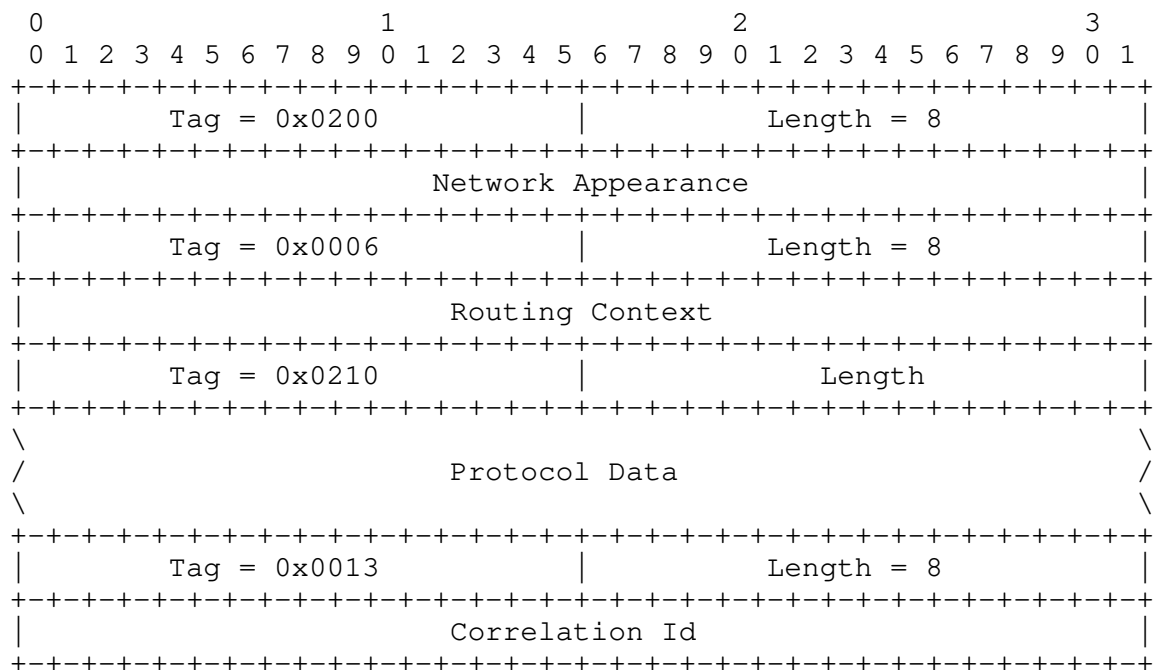 0                   1                   2                   3
 0 1 2 3 4 5 6 7 8 9 0 1 2 3 4 5 6 7 8 9 0 1 2 3 4 5 6 7 8 9 0 1
+-+-+-+-+-+-+-+-+-+-+-+-+-+-+-+-+-+-+-+-+-+-+-+-+-+-+-+-+-+-+-+-+
|        Tag = 0x0200           |          Length = 8           |
+-+-+-+-+-+-+-+-+-+-+-+-+-+-+-+-+-+-+-+-+-+-+-+-+-+-+-+-+-+-+-+-+
|                       Network Appearance                      |
+-+-+-+-+-+-+-+-+-+-+-+-+-+-+-+-+-+-+-+-+-+-+-+-+-+-+-+-+-+-+-+-+
|        Tag = 0x0006           |          Length = 8           |
+-+-+-+-+-+-+-+-+-+-+-+-+-+-+-+-+-+-+-+-+-+-+-+-+-+-+-+-+-+-+-+-+
|                        Routing Context                        |
+-+-+-+-+-+-+-+-+-+-+-+-+-+-+-+-+-+-+-+-+-+-+-+-+-+-+-+-+-+-+-+-+
|        Tag = 0x0210           |             Length            |
+-+-+-+-+-+-+-+-+-+-+-+-+-+-+-+-+-+-+-+-+-+-+-+-+-+-+-+-+-+-+-+-+
\                                                               \
/                        Protocol Data                          /
\                                                               \
+-+-+-+-+-+-+-+-+-+-+-+-+-+-+-+-+-+-+-+-+-+-+-+-+-+-+-+-+-+-+-+-+
|        Tag = 0x0013           |          Length = 8           |
+-+-+-+-+-+-+-+-+-+-+-+-+-+-+-+-+-+-+-+-+-+-+-+-+-+-+-+-+-+-+-+-+
|                        Correlation Id                         |
+-+-+-+-+-+-+-+-+-+-+-+-+-+-+-+-+-+-+-+-+-+-+-+-+-+-+-+-+-+-+-+-+